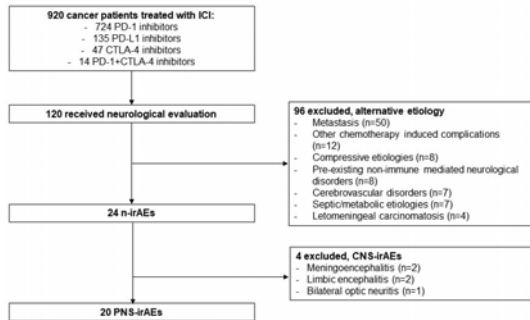 920 cancer patients treated with ICI:
- 724 PD-1 inhibitors
- 135 PD-L1 inhibitors
- 47 CTLA-4 inhibitors
- 14 PD-1+CTLA-4 inhibitors
120 received neurological evaluation
96 excluded, alternative etiology
- Metastasis (n=50)
- Other chemotherapy induced complications
(n=12)
- Compressive etiologies (n=8)
- Pre-existing non-immune mediated neurological
disorders (n=8)
- Cerebrovascular disorders (n=7)
- Septic/metabolic etiologies (n=7)
- Letomeningeal carcinomatosis (n=4)
24 n-irAEs
4 excluded, CNS-irAEs
- Meningoencephalitis (n=2)
- Limbic encephalitis (n=2)
- Bilateral optic neuritis (n=1)
20 PNS-irAEs